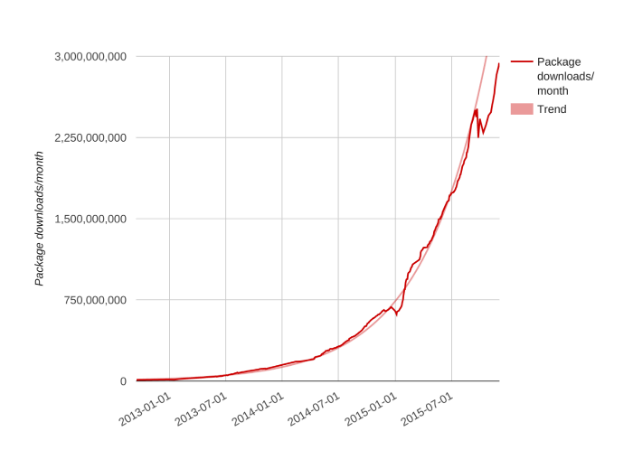 3,000,000,000
2,250,000,000
1,500,000,000
750,000,000
0
Package downloads/month
2013-01-01
2013-07-01
2014-01-01
2014-07-01
2015-01-01
2015-07-01
Package
downloads/
month
Trend